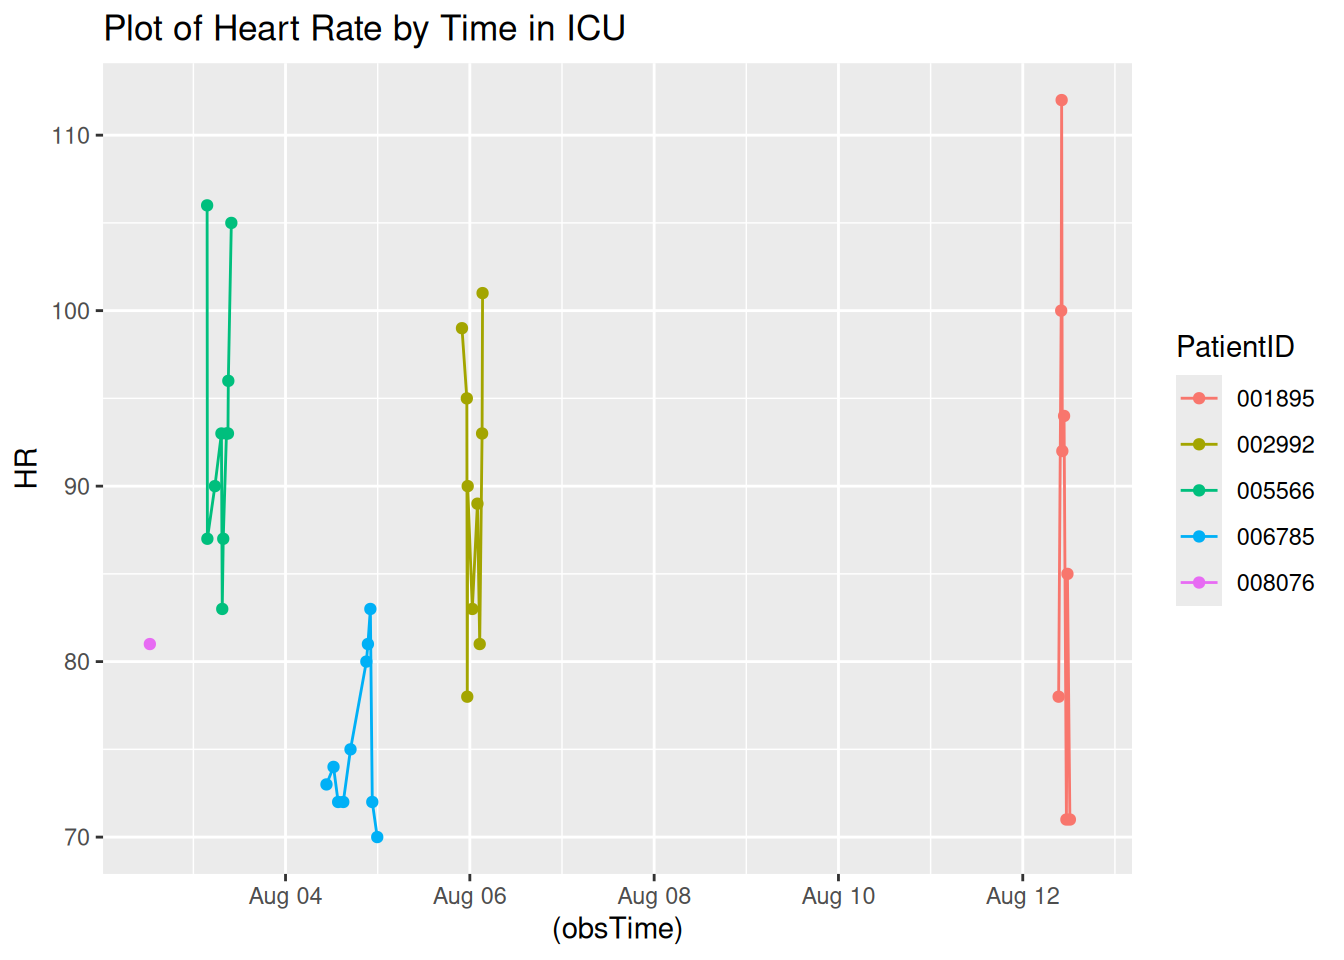 Plot of Heart Rate by Time in ICU
HR
110
100
90
80
70
Aug 04 Aug 06 Aug 08 Aug 10 Aug 12
(obsTime)
PatientID
001895
002992
005566
006785
008076